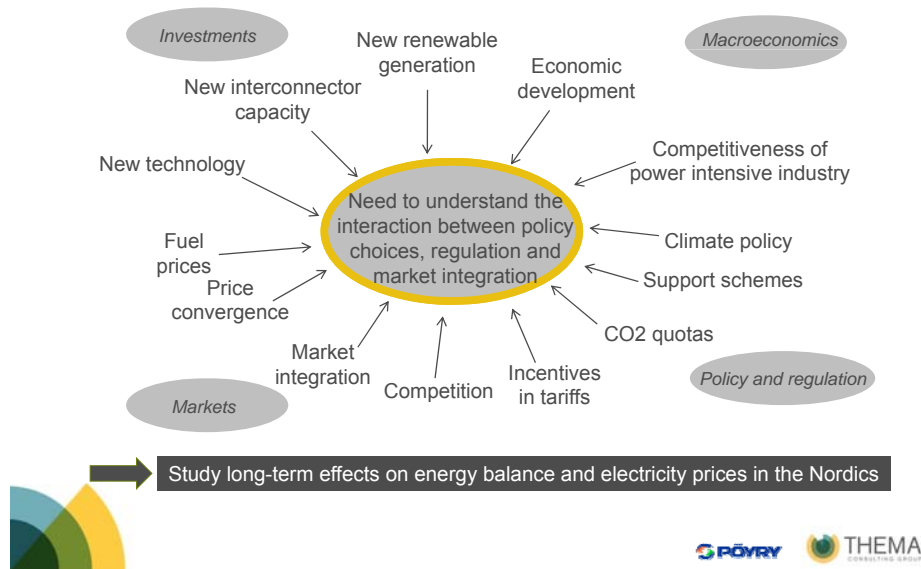 Investments
New renewable
generation
Macroeconomics
New interconnector
capacity
Economic
development
New technology
Competitiveness of
power intensive industry
Need to understand the
interaction between policy
choices, regulation and
market integration
Fuel
prices
Climate policy
Price
convergence
Support schemes
CO2 quotas
Market
integration
Competition
Incentives
in tariffs
Policy and regulation
Markets
Study long-term effects on energy balance and electricity prices in the Nordics
PÖYRY
THEMA
CONSULTING GROUP